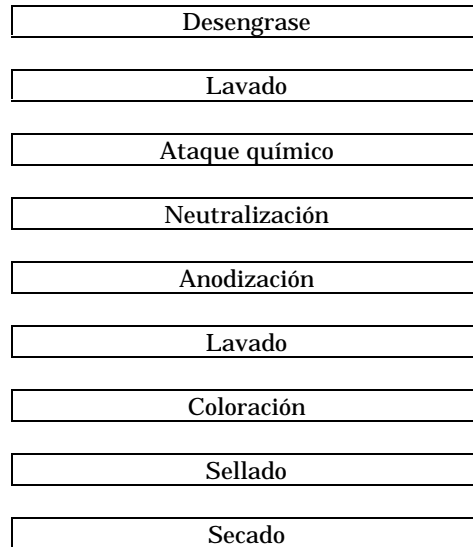 Desengrase
Lavado
Ataque químico
Neutralización
Anodización
Lavado
Coloración
Sellado
Secado